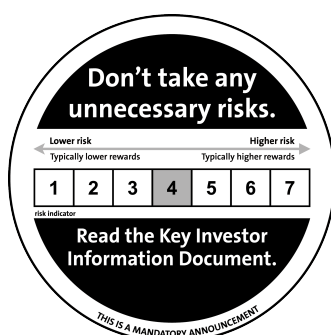 Don't take any
unnecessary risks.
Lower risk Higher risk
Typically lower rewards Typically higher rewards
1 2 3 4 5 6 7
risk indicator
Read the Key Investor
Information Document.
THIS IS A MANDATORY ANNOUNCEMENT